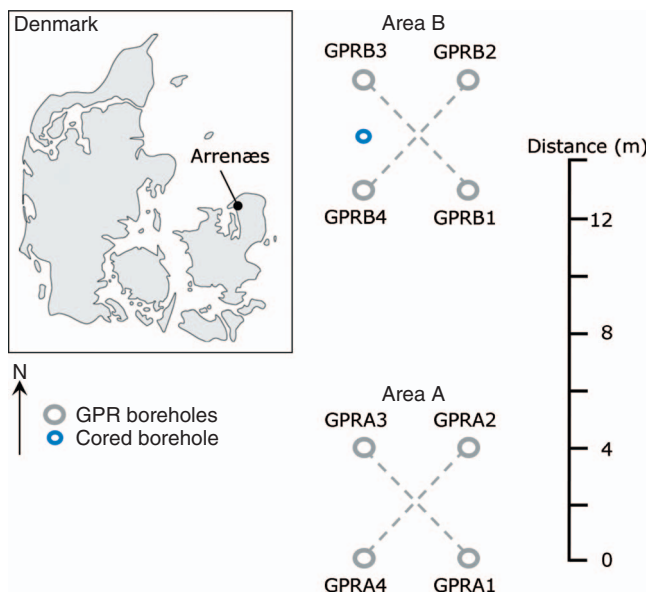 Denmark
Arrenæs
N
GPR boreholes
Cored borehole
Area B
GPRB3 GPRB2
GPRB4 GPRB1
Area A
GPRA3 GPRA2
GPRA4 GPRA1
Distance (m)
12
8
4
0